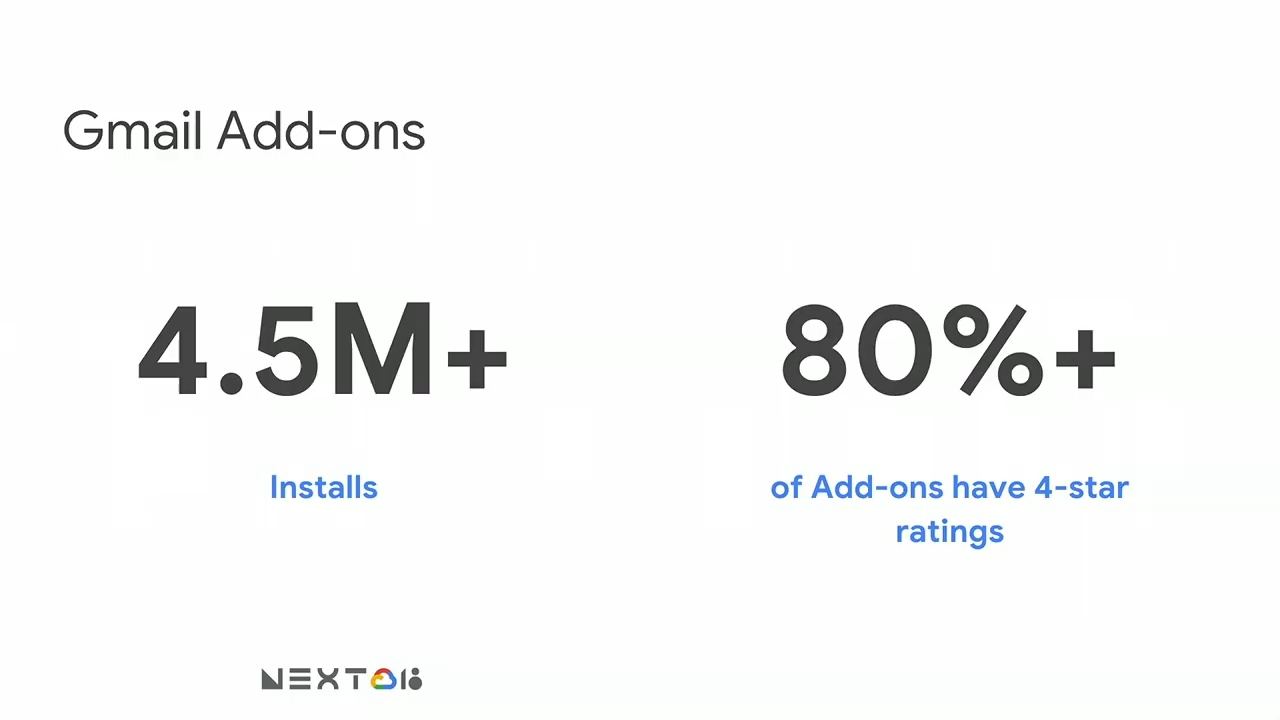 Gmail Add-ons
4.5M+
Installs
80%+
of Add-ons have 4-star
ratings
NEXT 18